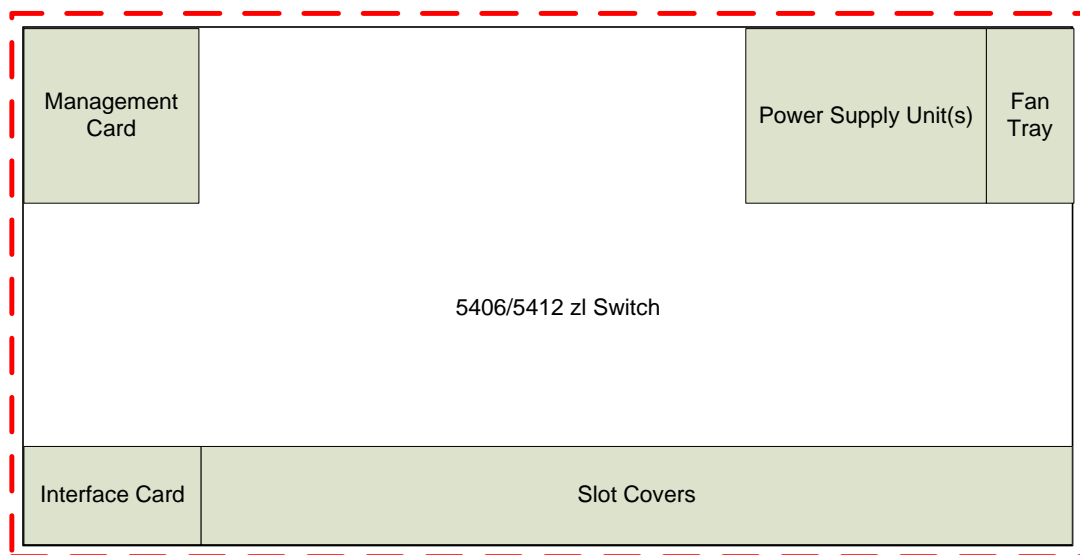 Management
Card
Power Supply Unit(s)
Fan
Tray
5406/5412 zl Switch
Interface Card
Slot Covers